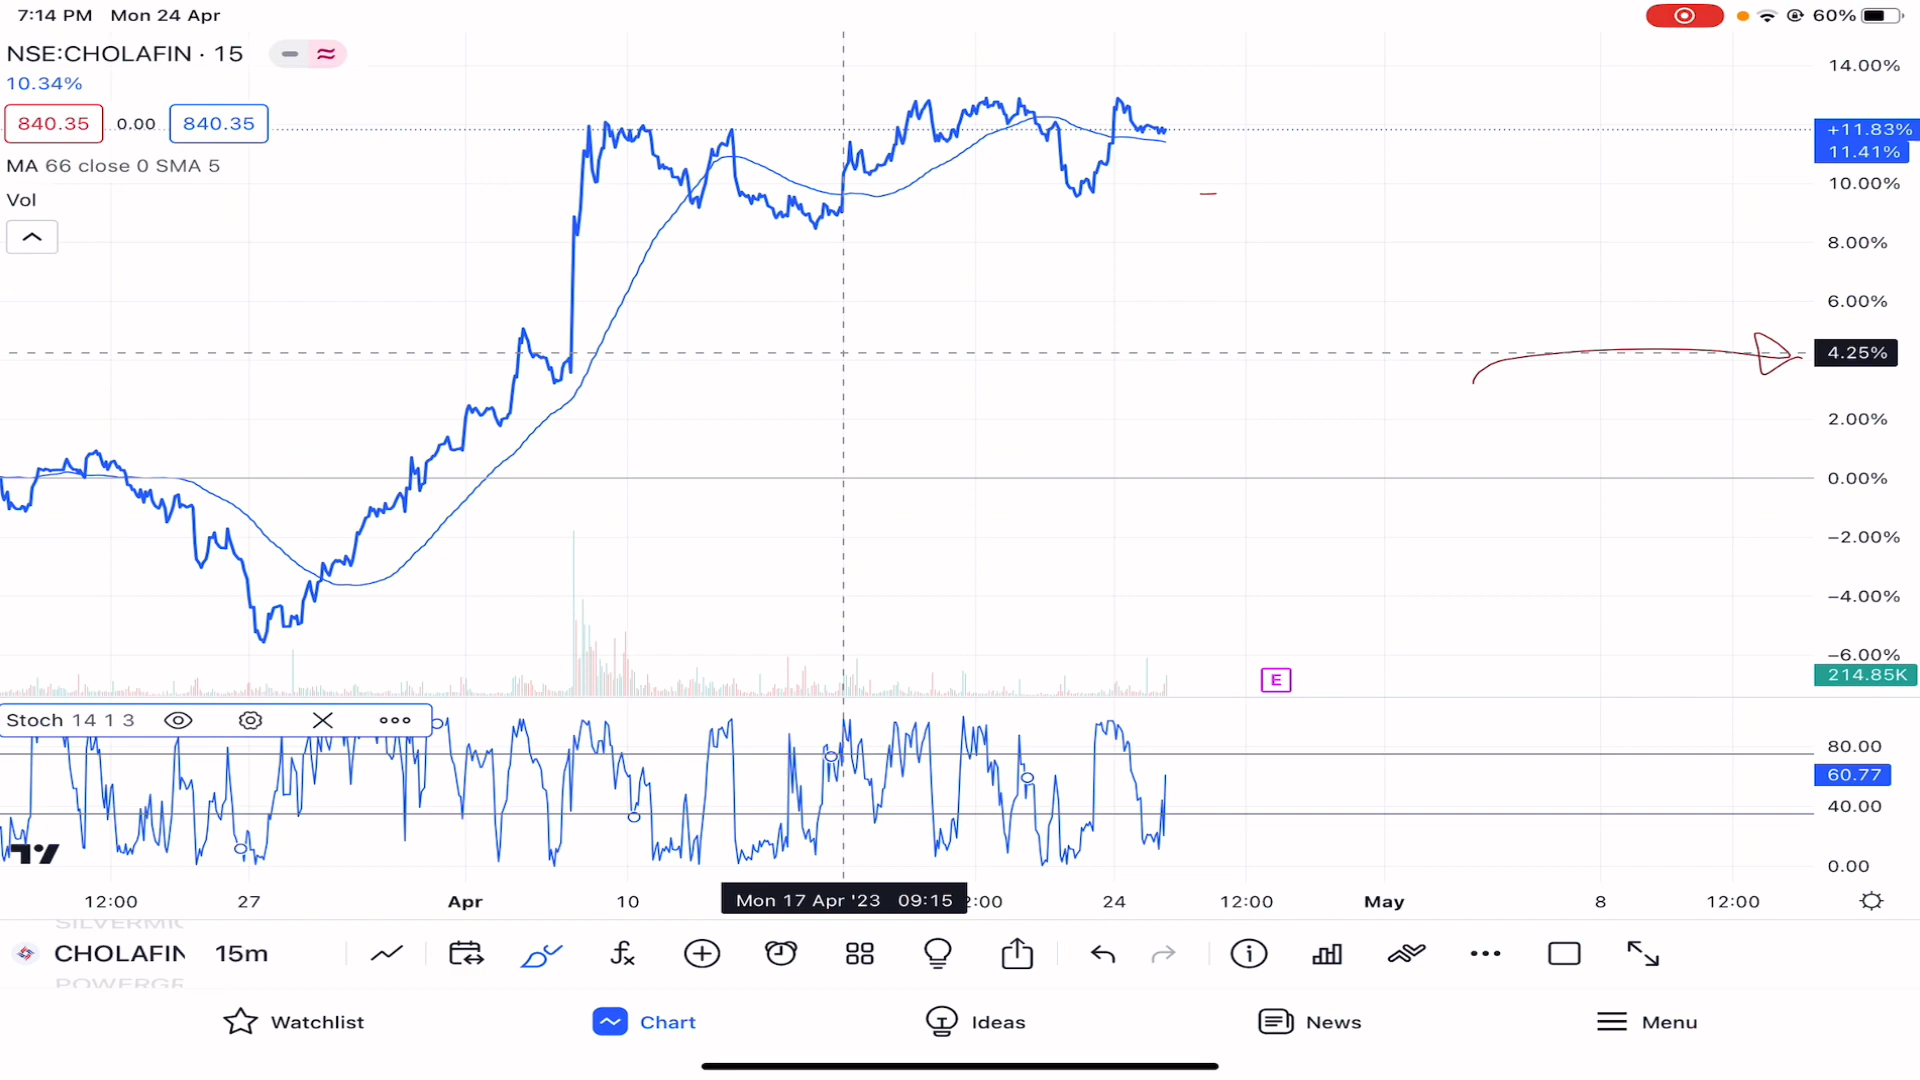 7:14 PM Mon 24 Apr 60%
NSE:CHOLAFIN · 15
10.34%
840.35 0.00 840.35
MA 66 close 0 SMA 5
Vol
14.00%
+11.83%
11.41%
10.00%
8.00%
6.00%
4.25%
2.00%
0.00%
−2.00%
−4.00%
−6.00%
214.85K
E
Stoch 14 1 3
80.00
60.77
40.00
0.00
12:00 27 Apr 10 Mon 17 Apr '23 09:15 2:00 24 12:00 May 8 12:00
CHOLAFIN 15m
Watchlist Chart Ideas News Menu